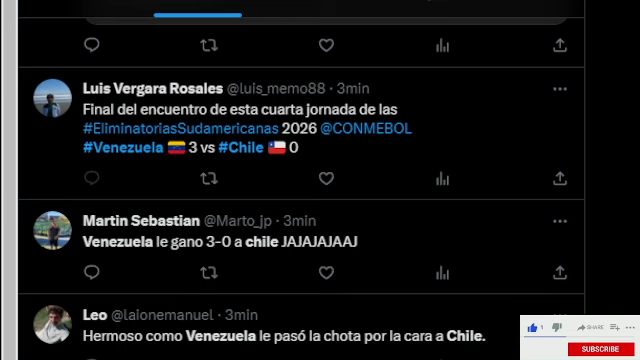 Luis Vergara Rosales @luis_memo88 · 3min
Final del encuentro de esta cuarta jornada de las
#EliminatoriasSudamericanas 2026 @CONMEBOL
#Venezuela 🇻🇪 3 vs #Chile 🇨🇱 0
Martin Sebastian @Marto_jp · 3min
Venezuela le gano 3-0 a chile JAJAJAJAAJ
Leo @laionemanuel · 3min
Hermoso como Venezuela le pasó la chota por la cara a Chile.
1 SHARE
SUBSCRIBE